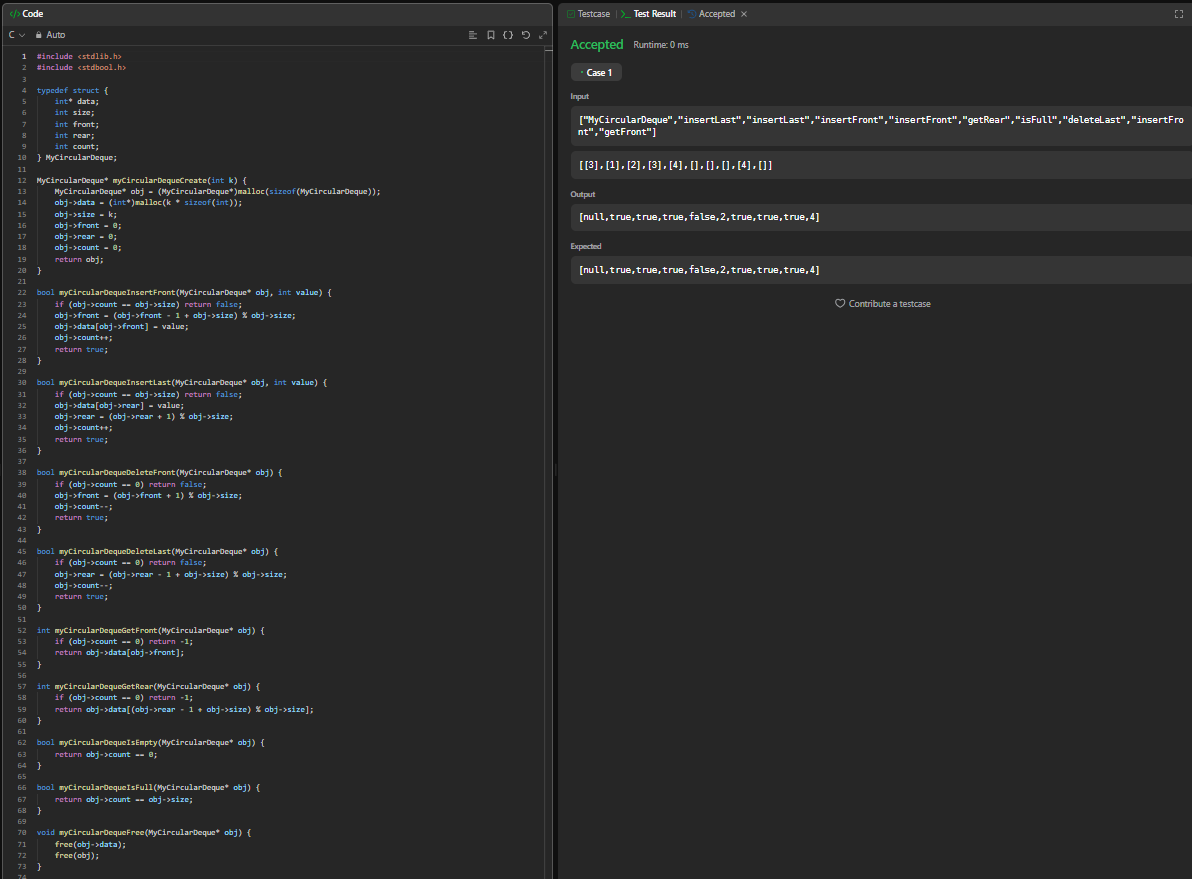 </> Code
C Auto
1 #include <stdlib.h>
2 #include <stdbool.h>
3
4 typedef struct {
5     int* data;
6     int size;
7     int front;
8     int rear;
9     int count;
10 } MyCircularDeque;
11
12 MyCircularDeque* myCircularDequeCreate(int k) {
13     MyCircularDeque* obj = (MyCircularDeque*)malloc(sizeof(MyCircularDeque));
14     obj->data = (int*)malloc(k * sizeof(int));
15     obj->size = k;
16     obj->front = 0;
17     obj->rear = 0;
18     obj->count = 0;
19     return obj;
20 }
21
22 bool myCircularDequeInsertFront(MyCircularDeque* obj, int value) {
23     if (obj->count == obj->size) return false;
24     obj->front = (obj->front - 1 + obj->size) % obj->size;
25     obj->data[obj->front] = value;
26     obj->count++;
27     return true;
28 }
29
30 bool myCircularDequeInsertLast(MyCircularDeque* obj, int value) {
31     if (obj->count == obj->size) return false;
32     obj->data[obj->rear] = value;
33     obj->rear = (obj->rear + 1) % obj->size;
34     obj->count++;
35     return true;
36 }
37
38 bool myCircularDequeDeleteFront(MyCircularDeque* obj) {
39     if (obj->count == 0) return false;
40     obj->front = (obj->front + 1) % obj->size;
41     obj->count--;
42     return true;
43 }
44
45 bool myCircularDequeDeleteLast(MyCircularDeque* obj) {
46     if (obj->count == 0) return false;
47     obj->rear = (obj->rear - 1 + obj->size) % obj->size;
48     obj->count--;
49     return true;
50 }
51
52 int myCircularDequeGetFront(MyCircularDeque* obj) {
53     if (obj->count == 0) return -1;
54     return obj->data[obj->front];
55 }
56
57 int myCircularDequeGetRear(MyCircularDeque* obj) {
58     if (obj->count == 0) return -1;
59     return obj->data[(obj->rear - 1 + obj->size) % obj->size];
60 }
61
62 bool myCircularDequeIsEmpty(MyCircularDeque* obj) {
63     return obj->count == 0;
64 }
65
66 bool myCircularDequeIsFull(MyCircularDeque* obj) {
67     return obj->count == obj->size;
68 }
69
70 void myCircularDequeFree(MyCircularDeque* obj) {
71     free(obj->data);
72     free(obj);
73 }
74
Testcase | Test Result | Accepted
Accepted Runtime: 0 ms
Case 1
Input
["MyCircularDeque","insertLast","insertLast","insertFront","insertFront","getRear","isFull","deleteLast","insertFro
nt","getFront"]
[[3],[1],[2],[3],[4],[],[],[],[4],[]]
Output
[null,true,true,true,false,2,true,true,true,4]
Expected
[null,true,true,true,false,2,true,true,true,4]
Contribute a testcase